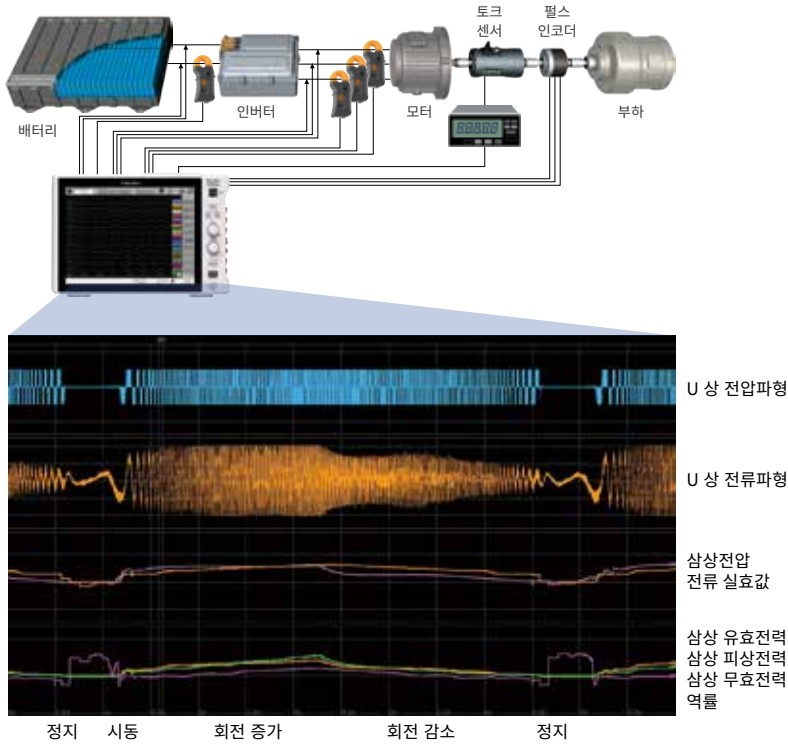 토크
센서
펄스
인코더
배터리
인버터
모터
부하
U 상 전압파형
U 상 전류파형
삼상전압
전류 실효값
삼상 유효전력
삼상 피상전력
삼상 무효전력
역률
정지 시동 회전 증가 회전 감소 정지